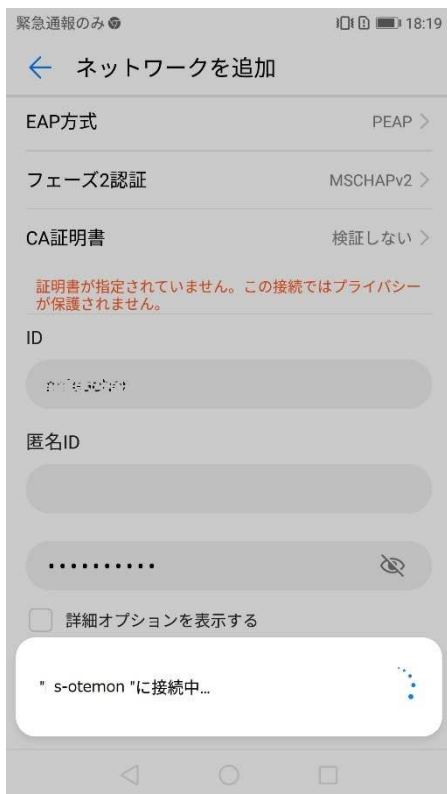 緊急通報のみ
18:19
ネットワークを追加
EAP方式
PEAP
フェーズ2認証
MSCHAPv2
CA証明書
検証しない
証明書が指定されていません。この接続ではプライバシー
が保護されません。
ID
匿名ID
••••••••••
詳細オプションを表示する
" s-otemon "に接続中...